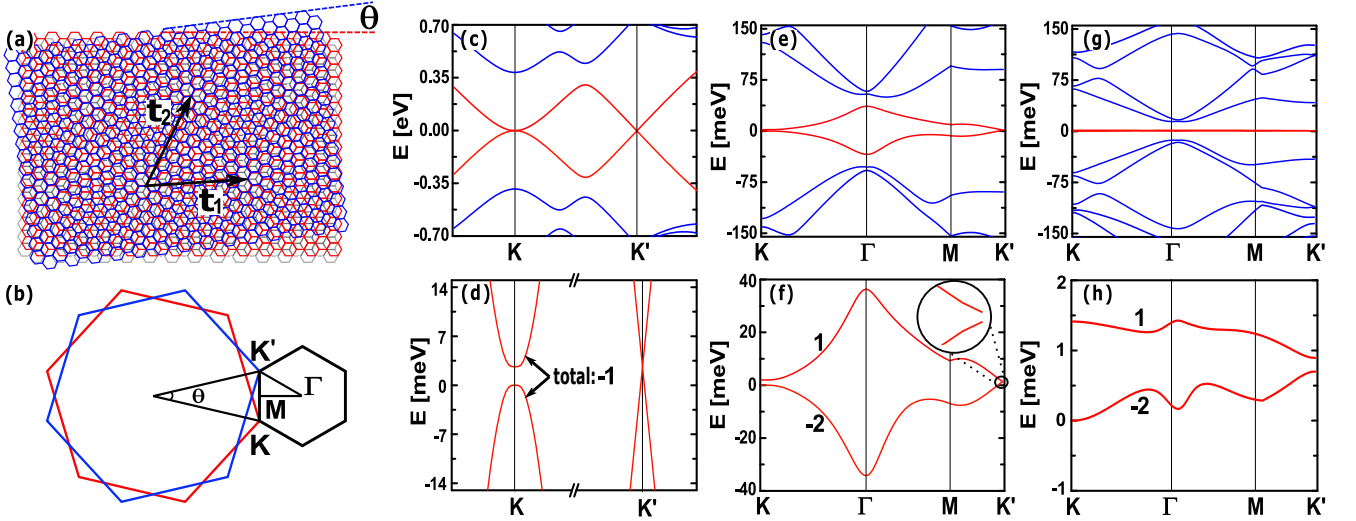 (a)
θ
t₂
t₁
(b)
K'
θ
Γ
M
K
(c)
E [eV]
0.70
0.35
0.00
-0.35
-0.70
K
K'
(d)
E [meV]
14
7
0
-7
-14
total:-1
K
K'
(e)
E [meV]
150
75
0
-75
-150
K
Γ
M
K'
(f)
E [meV]
40
20
0
-20
40
1
-2
K
Γ
M
K'
(g)
E [meV]
150
75
0
-75
-150
K
Γ
M
K'
(h)
E [meV]
2
1
0
-1
1
-2
K
Γ
M
K'